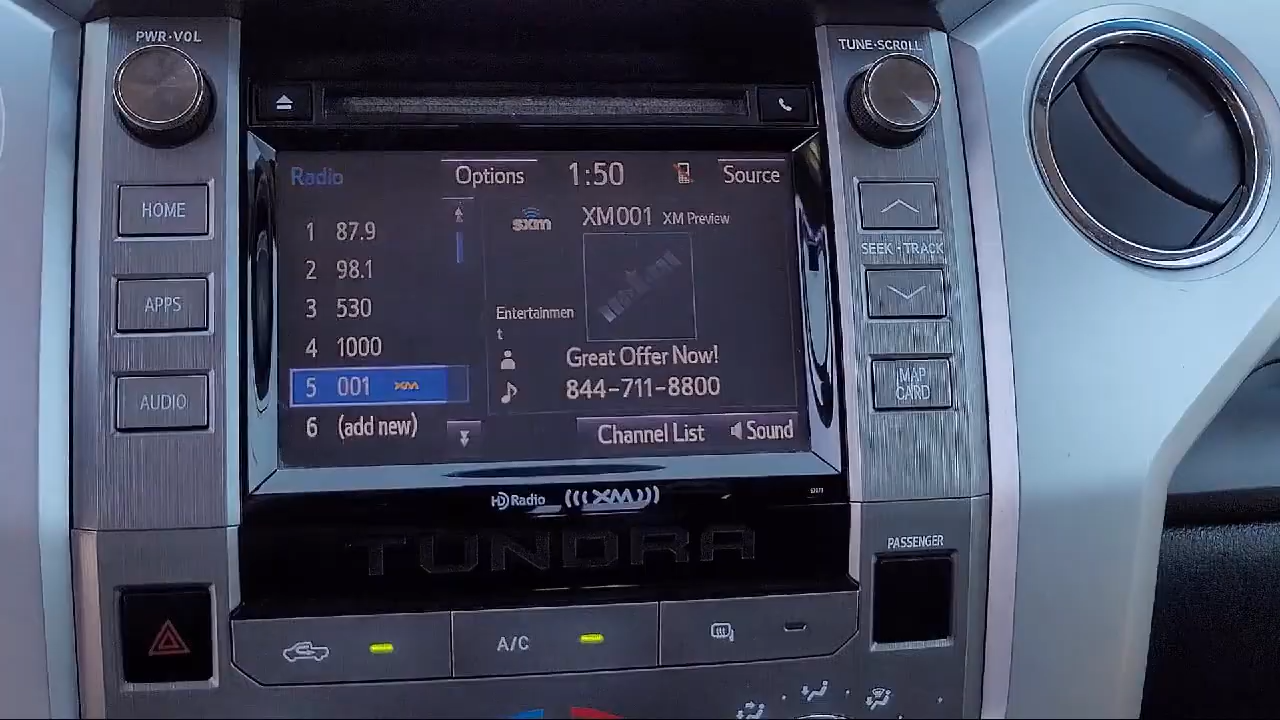 PWR·VOL
TUNE·SCROLL
Radio
Options
1:50
Source
HOME
APPS
AUDIO
1 87.9
2 98.1
3 530
4 1000
5 001 XM
6 (add new)
sxm
XM001 XM Preview
Entertainmen
t
Great Offer Now!
844-711-8800
Channel List
Sound
SEEK·TRACK
MAP
CARD
HD Radio
(((XM)))
TUNDRA
PASSENGER
A/C